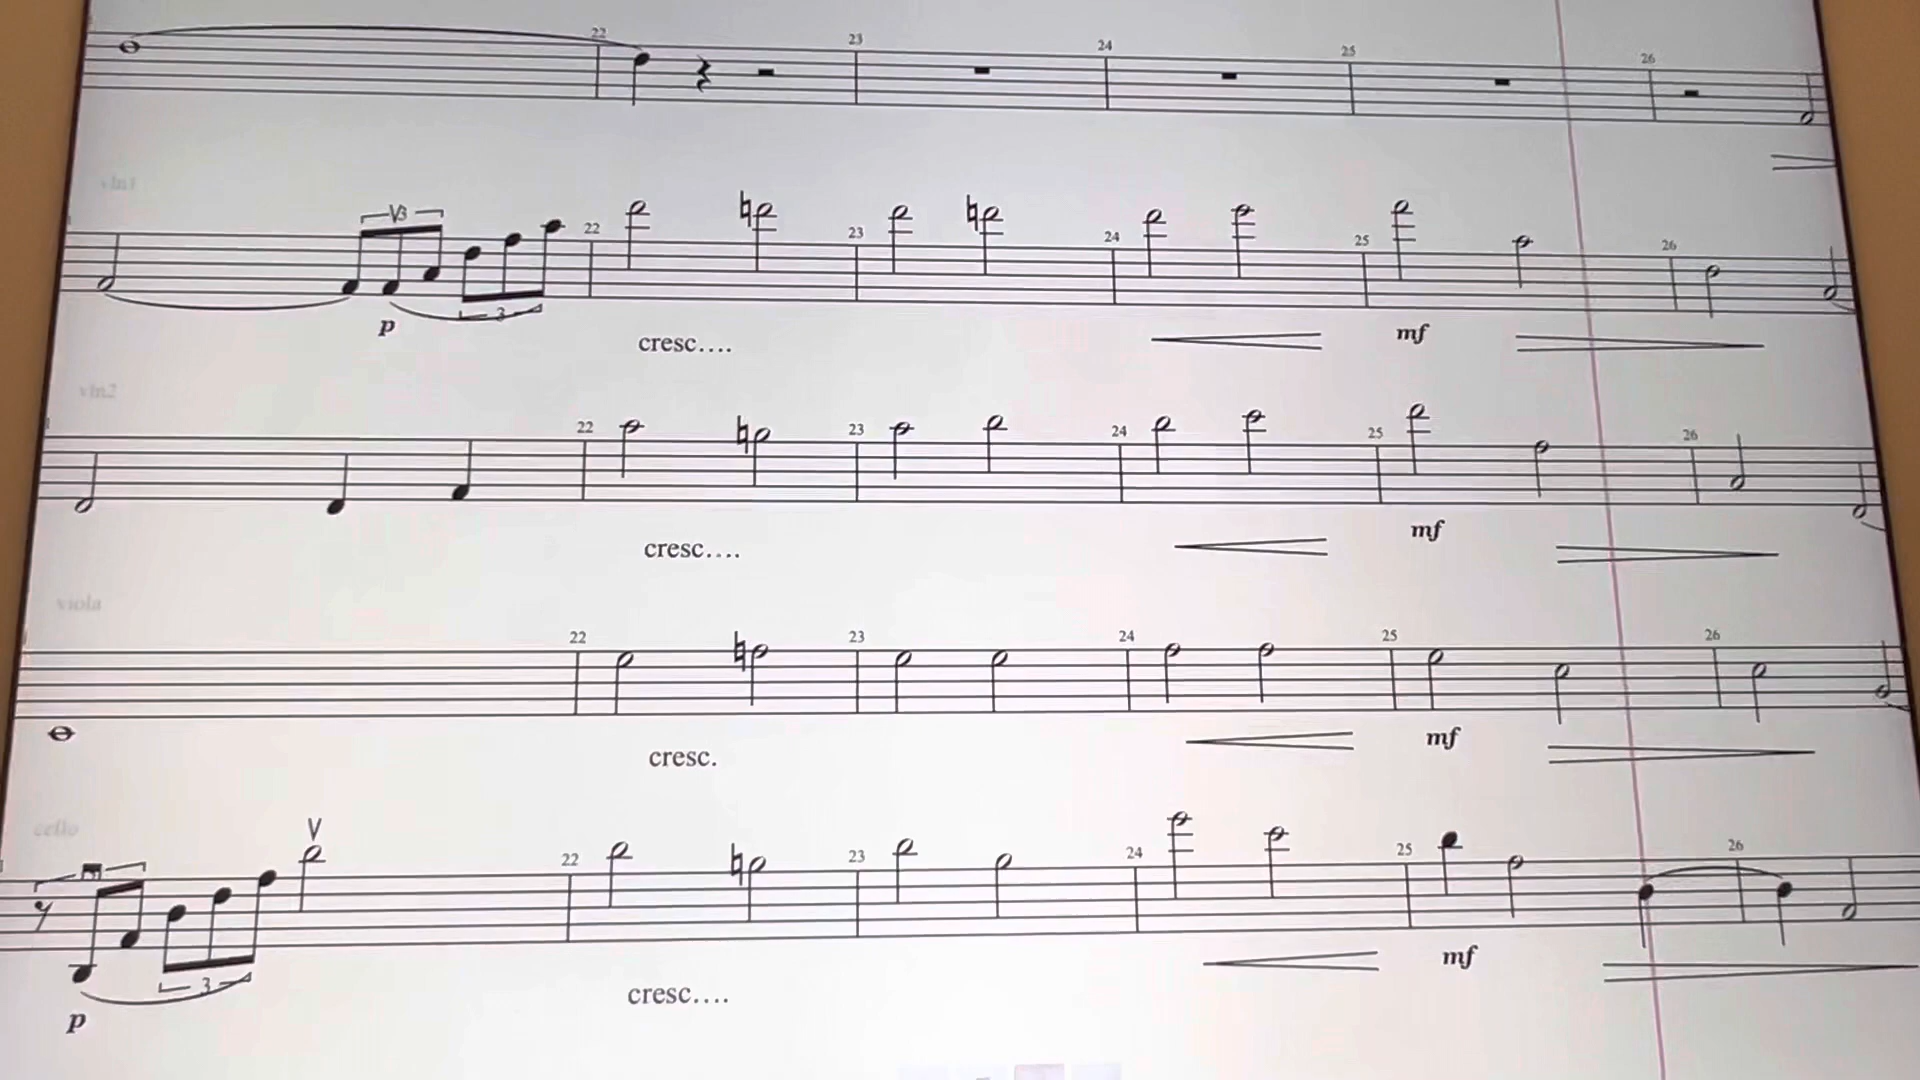 22 23 24 25 26
vln1
3
22 23 24 25 26
3
p cresc.... mf
vln2
22 23 24 25 26
cresc.... mf
viola
22 23 24 25 26
cresc. mf
cello
22 23 24 25 26
3
p cresc.... mf